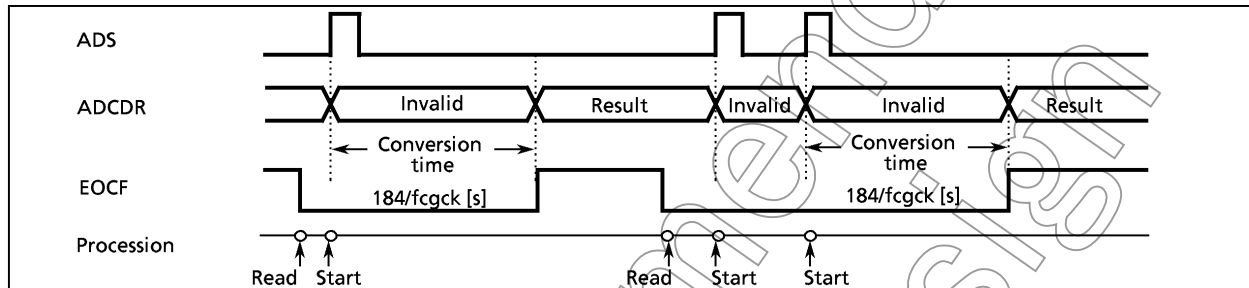 ADS
ADCDR
Invalid
Result
Invalid
Invalid
Result
Conversion
time
Conversion
time
EOCF
184/fcgck [s]
184/fcgck [s]
Procession
Read
Start
Read
Start
Start